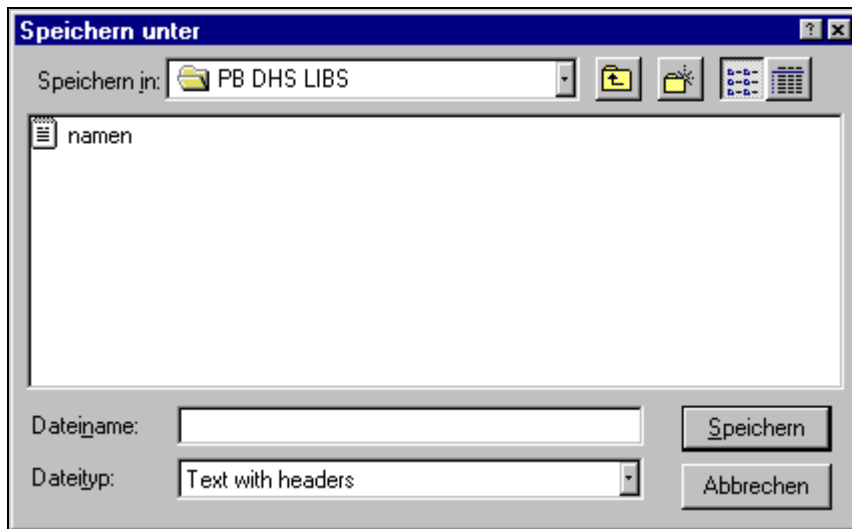 Speichern unter
Speichern in: PB DHS LIBS
namen
Dateiname:
Speichern
Dateityp: Text with headers
Abbrechen